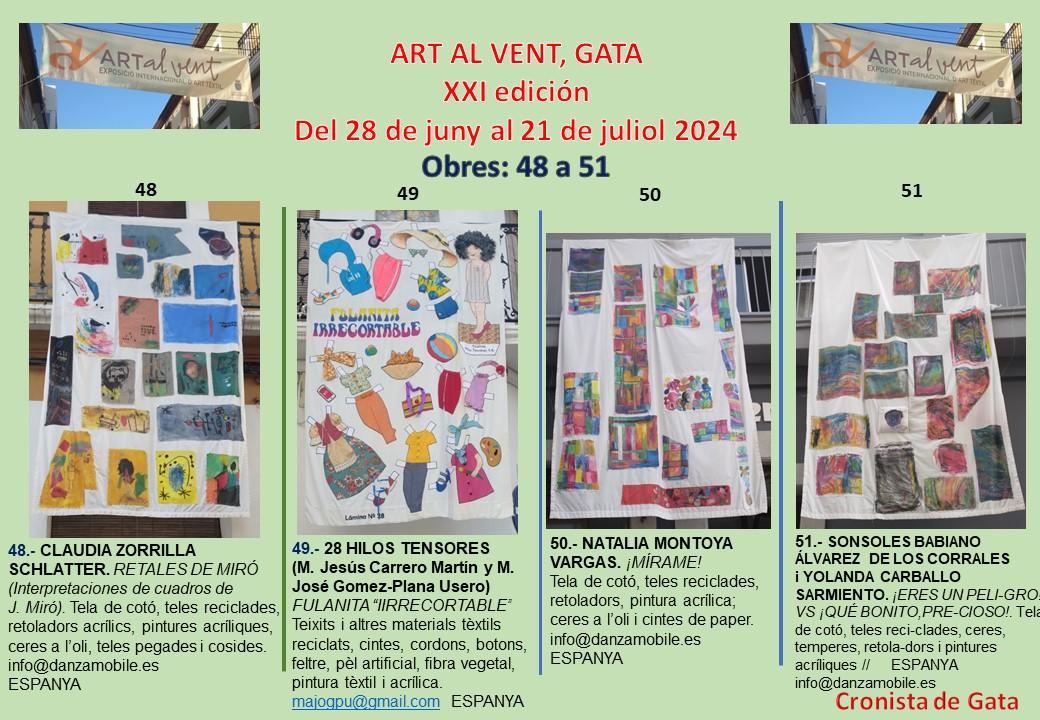 ARTal vent
EXPOSICIÓ INTERNACIONAL D'ART TÈXTIL
ARTal vent
EXPOSICIÓ INTERNACIONAL D'ART TÈXTIL
ART AL VENT, GATA
XXI edición
Del 28 de juny al 21 de juliol 2024
Obres: 48 a 51
48
49
50
51
FULANITA
IRRECORTABLE
Lámina Nº 28
48.- CLAUDIA ZORRILLA
SCHLATTER. RETALES DE MIRÓ
(Interpretaciones de cuadros de
J. Miró). Tela de cotó, teles reciclades,
retoladors acrílics, pintures acríliques,
ceres a l’oli, teles pegades i cosides.
info@danzamobile.es
ESPANYA
49.- 28 HILOS TENSORES
(M. Jesús Carrero Martín y M.
José Gomez-Plana Usero)
FULANITA “IIRRECORTABLE”
Teixits i altres materials tèxtils
reciclats, cintes, cordons, botons,
feltre, pèl artificial, fibra vegetal,
pintura tèxtil i acrílica.
majogpu@gmail.com ESPANYA
50.- NATALIA MONTOYA
VARGAS. ¡MÍRAME!
Tela de cotó, teles reciclades,
retoladors, pintura acrílica;
ceres a l’oli i cintes de paper.
info@danzamobile.es
ESPANYA
51.- SONSOLES BABIANO
ÁLVAREZ DE LOS CORRALES
i YOLANDA CARBALLO
SARMIENTO. ¡ERES UN PELI-GRO!
VS ¡QUÉ BONITO,PRE-CIOSO!. Tela
de cotó, teles reci-clades, ceres,
temperes, retola-dors i pintures
acríliques // ESPANYA
info@danzamobile.es
Cronista de Gata